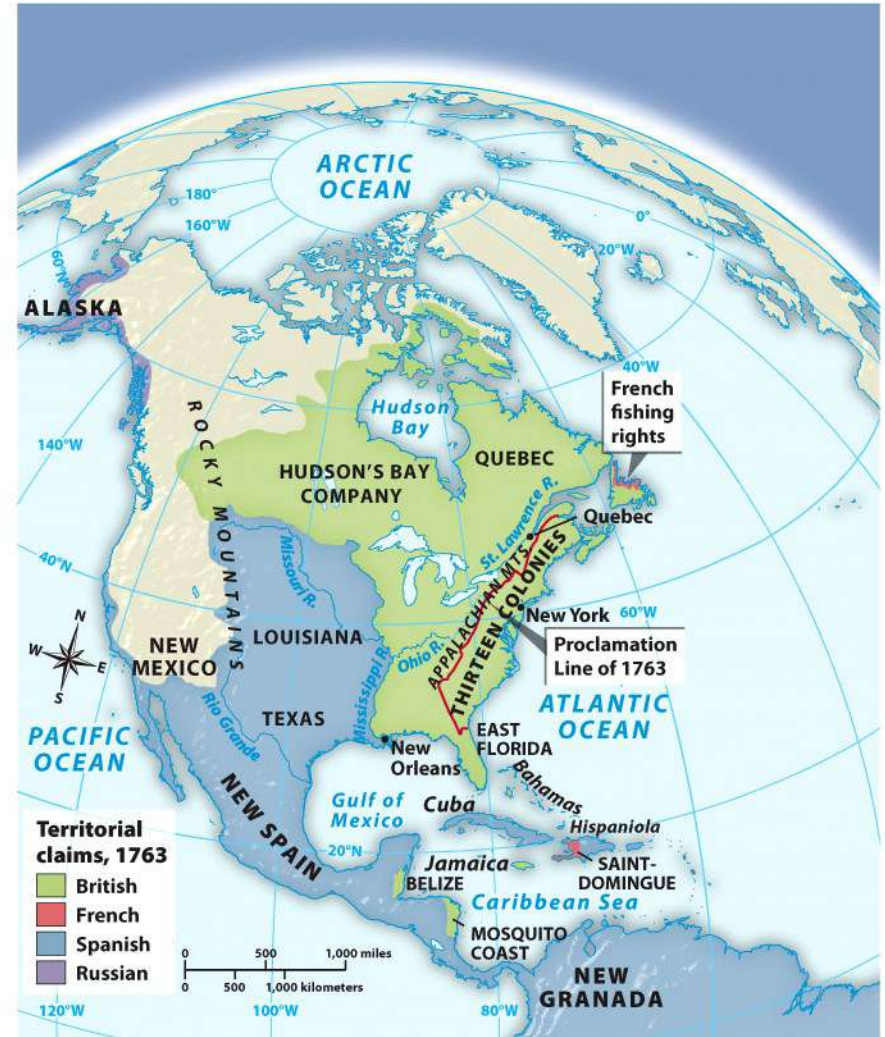 ARCTIC
OCEAN
180°
160°W
0°
20°W
60°N
ALASKA
40°W
French
fishing
rights
140°W
ROCKY MOUNTAINS
Hudson
Bay
HUDSON'S BAY
COMPANY
QUEBEC
St. Lawrence R.
Quebec
40°N
Missouri R.
APPALACHIAN MTS.
THIRTEEN COLONIES
New York
60°W
Proclamation
Line of 1763
N
W
E
S
NEW
MEXICO
LOUISIANA
Ohio R.
Mississippi R.
ATLANTIC
OCEAN
TEXAS
Rio Grande
PACIFIC
OCEAN
EAST
FLORIDA
New
Orleans
Bahamas
NEW SPAIN
Gulf of
Mexico
Cuba
Hispaniola
20°N
Jamaica
SAINT-
DOMINGUE
BELIZE
Caribbean Sea
MOSQUITO
COAST
NEW
GRANADA
Territorial
claims, 1763
British
French
Spanish
Russian
0 500 1,000 miles
0 500 1,000 kilometers
120°W
100°W
80°W